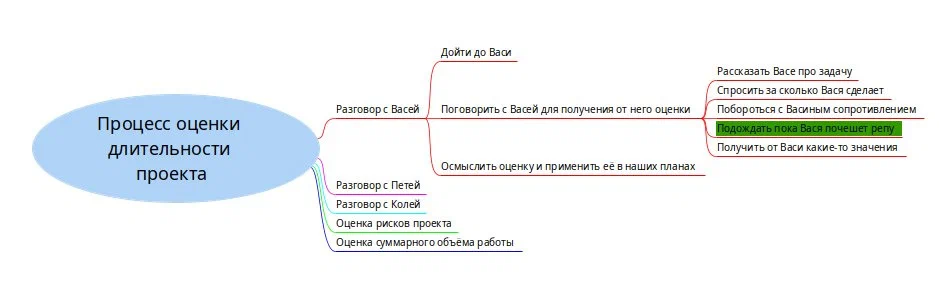 Процесс оценки
длительности
проекта
Разговор с Васей
Дойти до Васи
Поговорить с Васей для получения от него оценки
Рассказать Васе про задачу
Спросить за сколько Вася сделает
Побороться с Васиным сопротивлением
Подождать пока Вася почешет репу
Получить от Васи какие-то значения
Осмыслить оценку и применить её в наших планах
Разговор с Петей
Разговор с Колей
Оценка рисков проекта
Оценка суммарного объёма работы